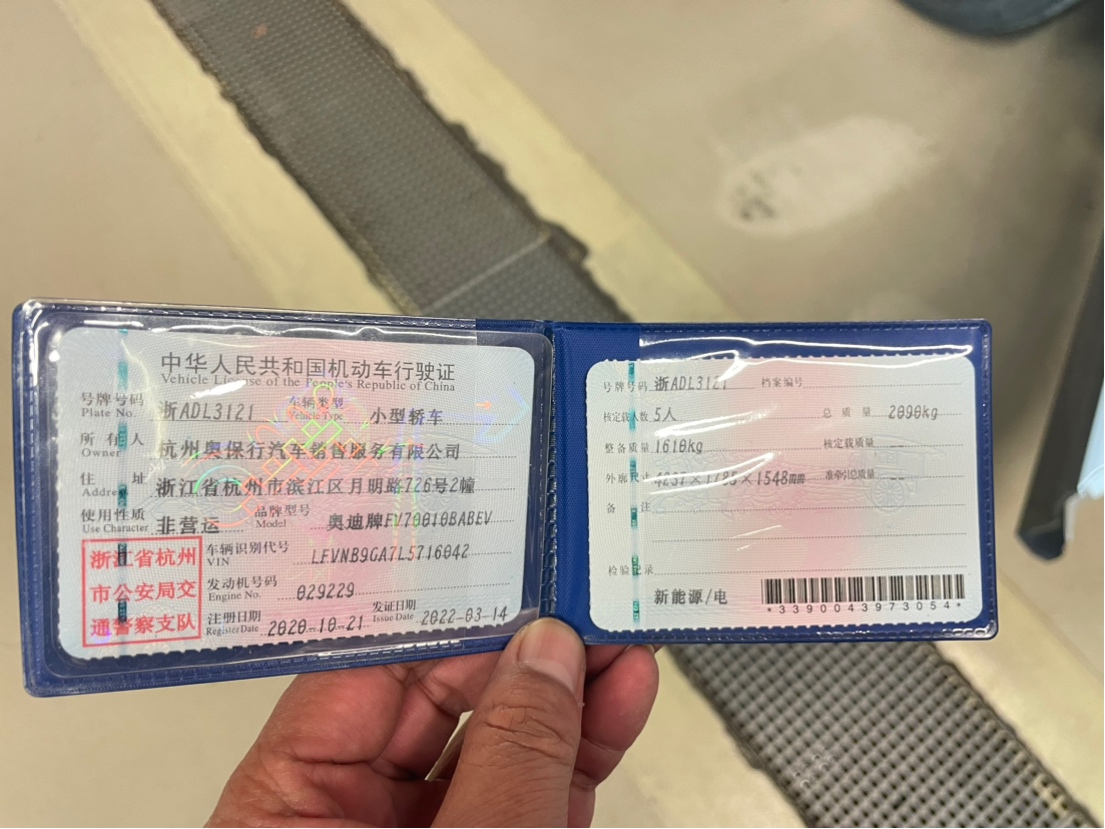 中华人民共和国机动车行驶证
Vehicle License of the People's Republic of China
号牌号码 浙ADL3121 车辆类型 小型轿车
Plate No. Vehicle Type
所有人 杭州奥保行汽车销售服务有限公司
Owner
住址 浙江省杭州市滨江区月明路726号2幢
Address
使用性质 非营运 品牌型号 奥迪牌FV70010BABEV
Use Character Model
浙江省杭州
市公安局交
通警察支队
车辆识别代号 LFVNB9GA7L5716042
VIN
发动机号码 029229
Engine No.
注册日期 2020-10-21 发证日期 2022-03-14
Register Date Issue Date
号牌号码 浙ADL3121 档案编号
核定载人数 5人 总质量 2090kg
整备质量 1610kg 核定载质量 --
外廓尺寸 4237×1785×1548mm 准牵引总质量 --
备注
检验记录
新能源/电
*3390043973054*